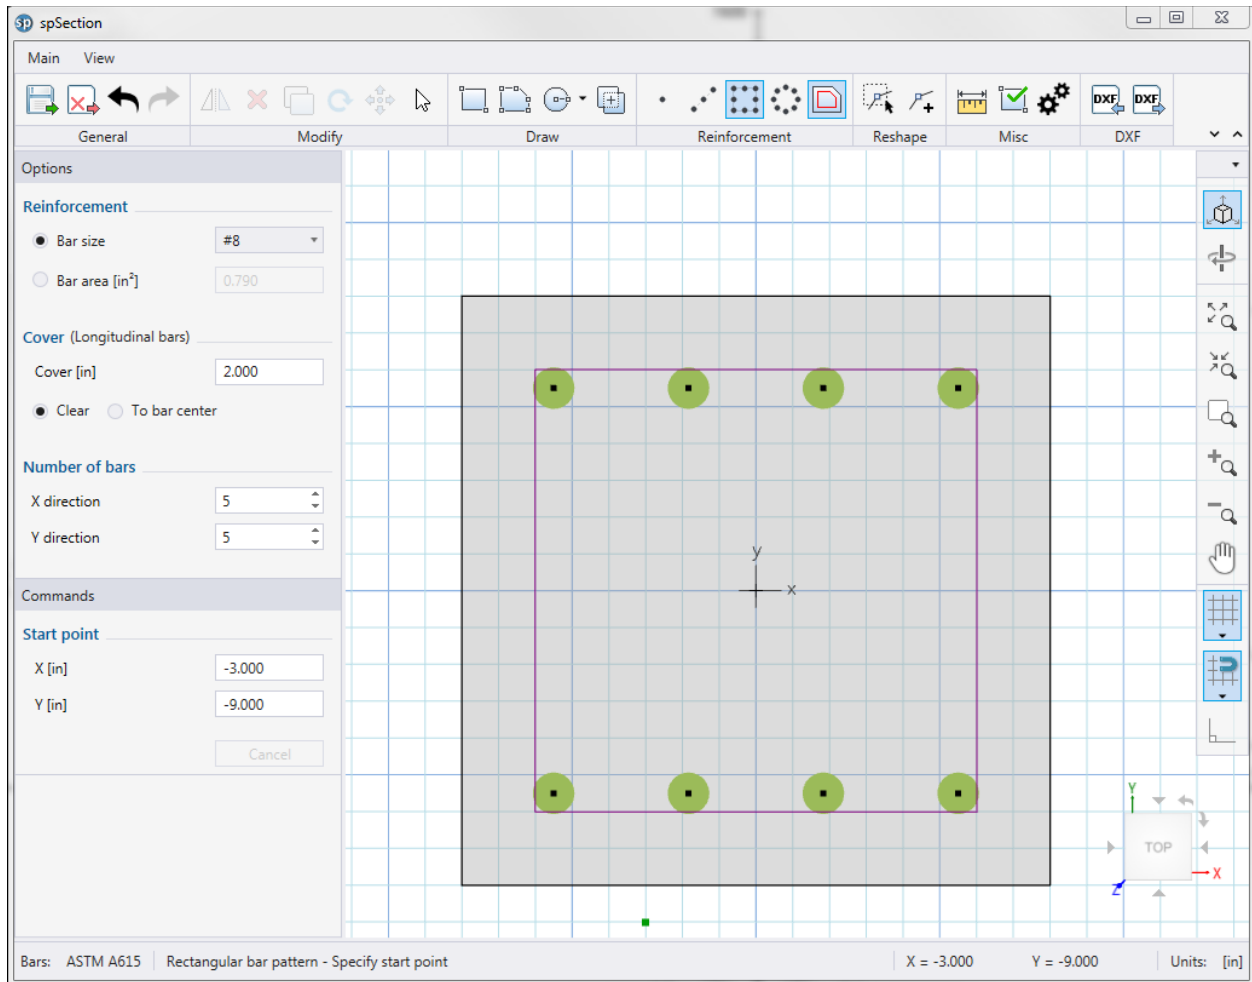 sp spSection
Main View
DXF DXF
General Modify Draw Reinforcement Reshape Misc DXF
Options
Reinforcement
Bar size #8
Bar area [in²] 0.790
Cover (Longitudinal bars)
Cover [in] 2.000
Clear To bar center
Number of bars
X direction 5
Y direction 5
y
x
Commands
Start point
X [in] -3.000
Y [in] -9.000
Cancel
Y
TOP
X
Z
Bars: ASTM A615 Rectangular bar pattern - Specify start point X = -3.000 Y = -9.000 Units: [in]